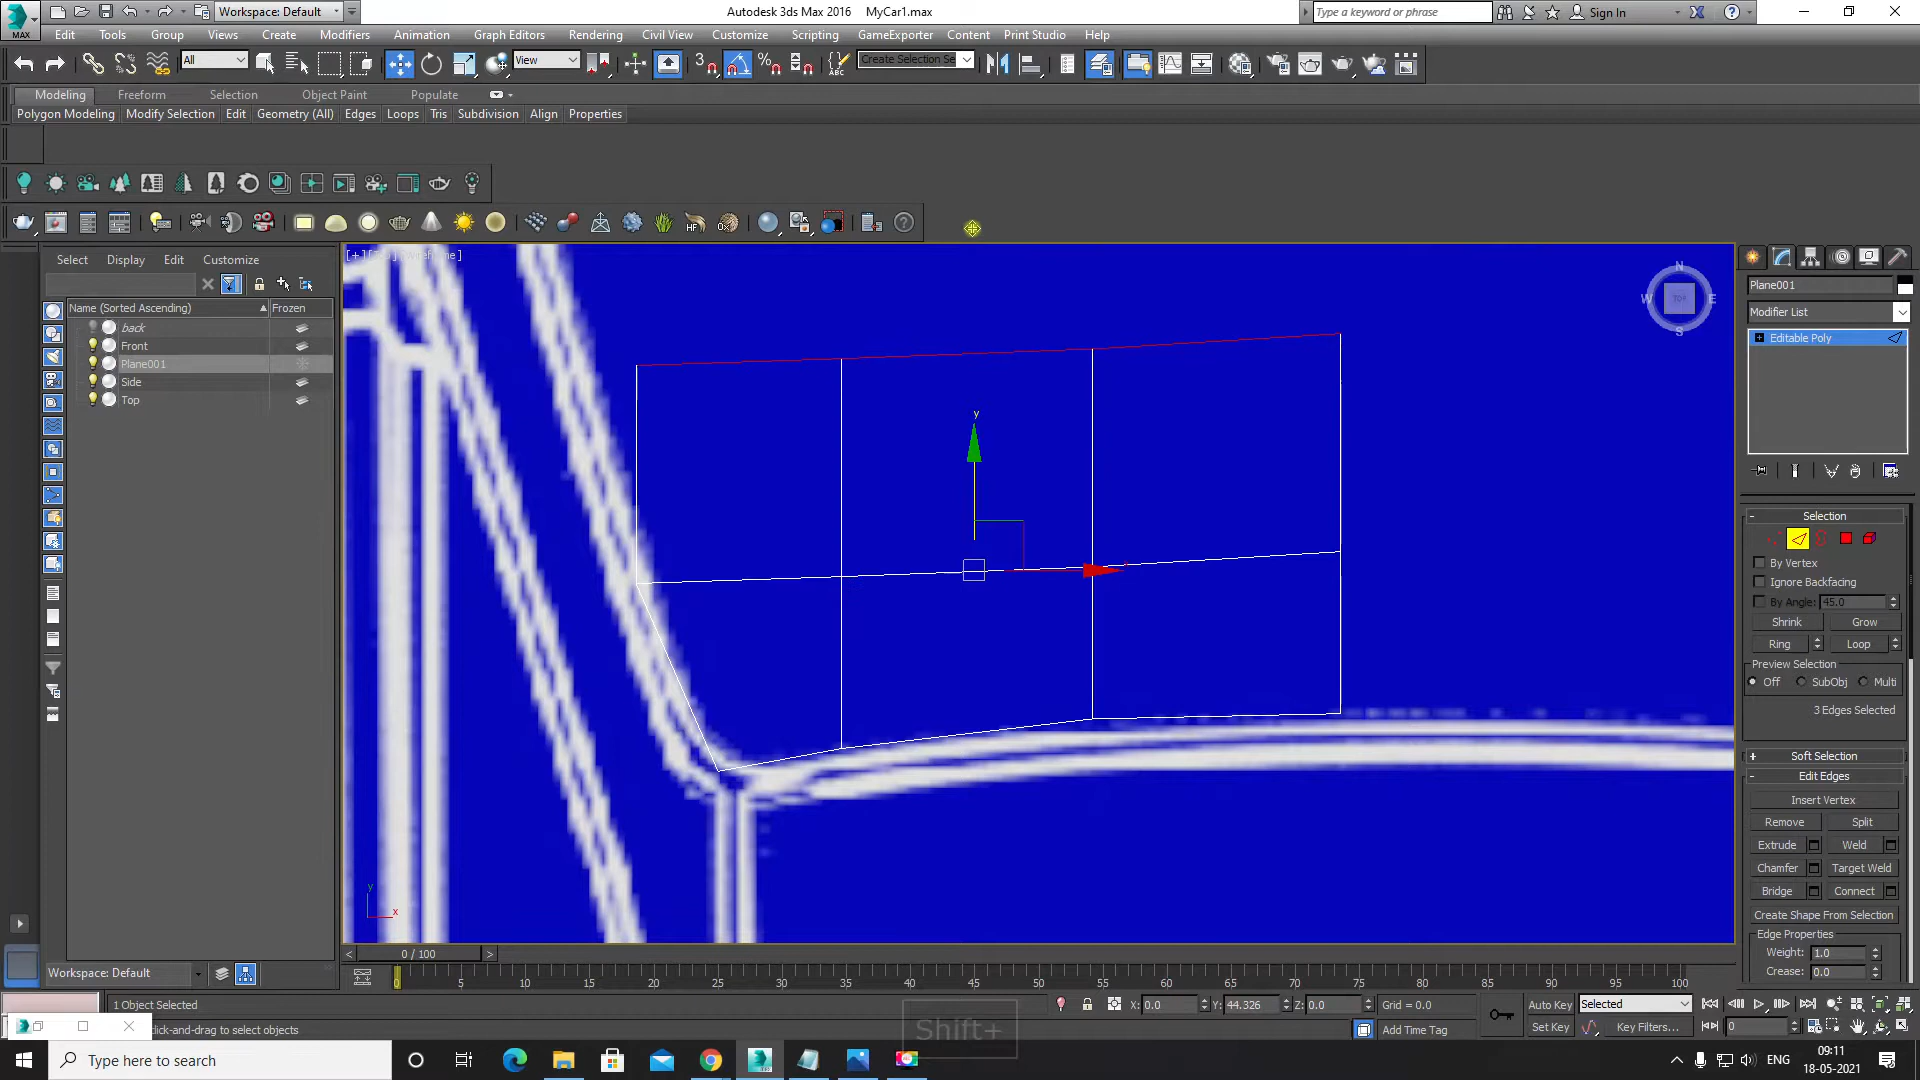 Workspace: Default
Autodesk 3ds Max 2016 MyCar1.max
Type a keyword or phrase
Sign In
MAX
Edit Tools Group Views Create Modifiers Animation Graph Editors Rendering Civil View Customize Scripting GameExporter Content Print Studio Help
All
View
3
ABC
Create Selection Se
Modeling Freeform Selection Object Paint Populate
Polygon Modeling Modify Selection Edit Geometry (All) Edges Loops Tris Subdivision Align Properties
HF
Select Display Edit Customize
Name (Sorted Ascending) Frozen
back
Front
Plane001
Side
Top
N
W TOP E
S
y
y
x
Plane001
Modifier List
Editable Poly
Selection
By Vertex
Ignore Backfacing
By Angle: 45.0
Shrink Grow
Ring Loop
Preview Selection
Off SubObj Multi
3 Edges Selected
Soft Selection
Edit Edges
Insert Vertex
Remove Split
Extrude Weld
Chamfer Target Weld
Bridge Connect
Create Shape From Selection
Edge Properties
Weight: 1.0
Crease: 0.0
0 / 100
Workspace: Default
0 5 10 15 20 25 30 35 40 45 50 55 60 65 70 75 80 85 90 95 100
1 Object Selected
X: 0.0 Y: 44.326 Z: 0.0 Grid = 0.0
Auto Key Selected
click-and-drag to select objects
Shift+
Add Time Tag
Set Key Key Filters...
0
Type here to search
ENG
09:11
18-05-2021